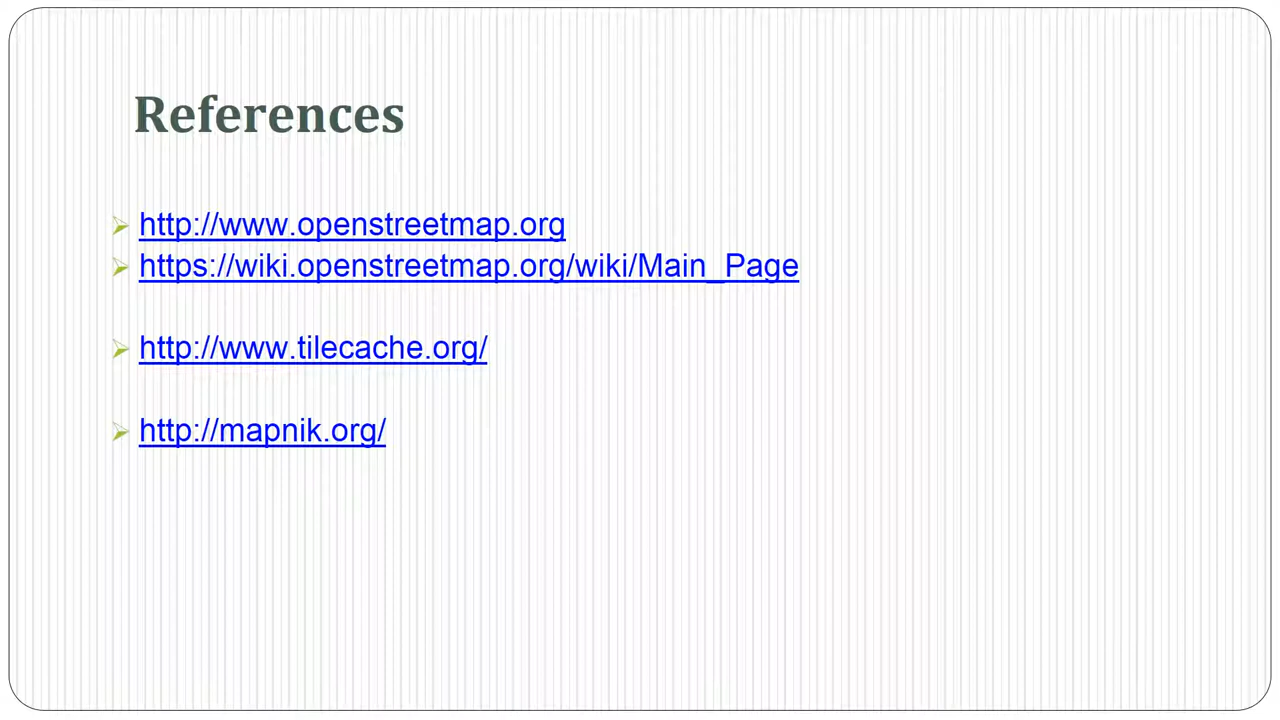 References
http://www.openstreetmap.org
https://wiki.openstreetmap.org/wiki/Main_Page
http://www.tilecache.org/
http://mapnik.org/